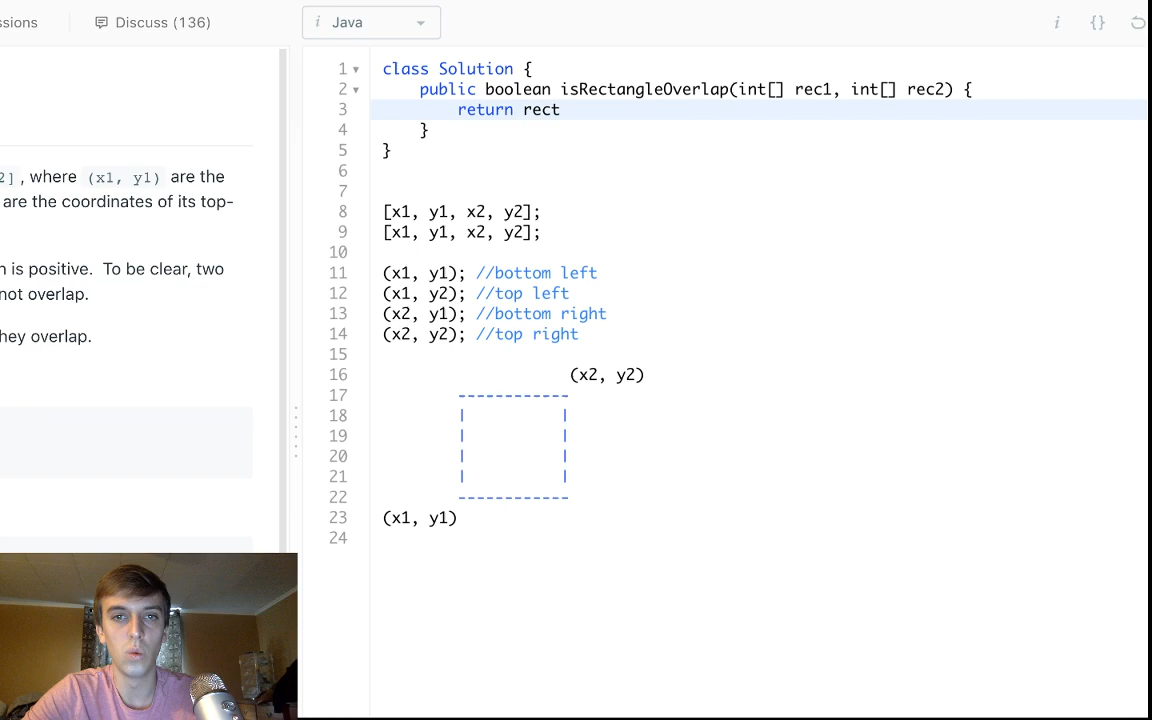 ssions
Discuss (136)
i Java
i {}
2], where (x1, y1) are the
are the coordinates of its top-
n is positive. To be clear, two
not overlap.
hey overlap.
1 class Solution {
2 public boolean isRectangleOverlap(int[] rec1, int[] rec2) {
3 return rect
4 }
5 }
6
7
8 [x1, y1, x2, y2];
9 [x1, y1, x2, y2];
10
11 (x1, y1); //bottom left
12 (x1, y2); //top left
13 (x2, y1); //bottom right
14 (x2, y2); //top right
15
16 (x2, y2)
17 ------------
18 | |
19 | |
20 | |
21 | |
22 ------------
23 (x1, y1)
24